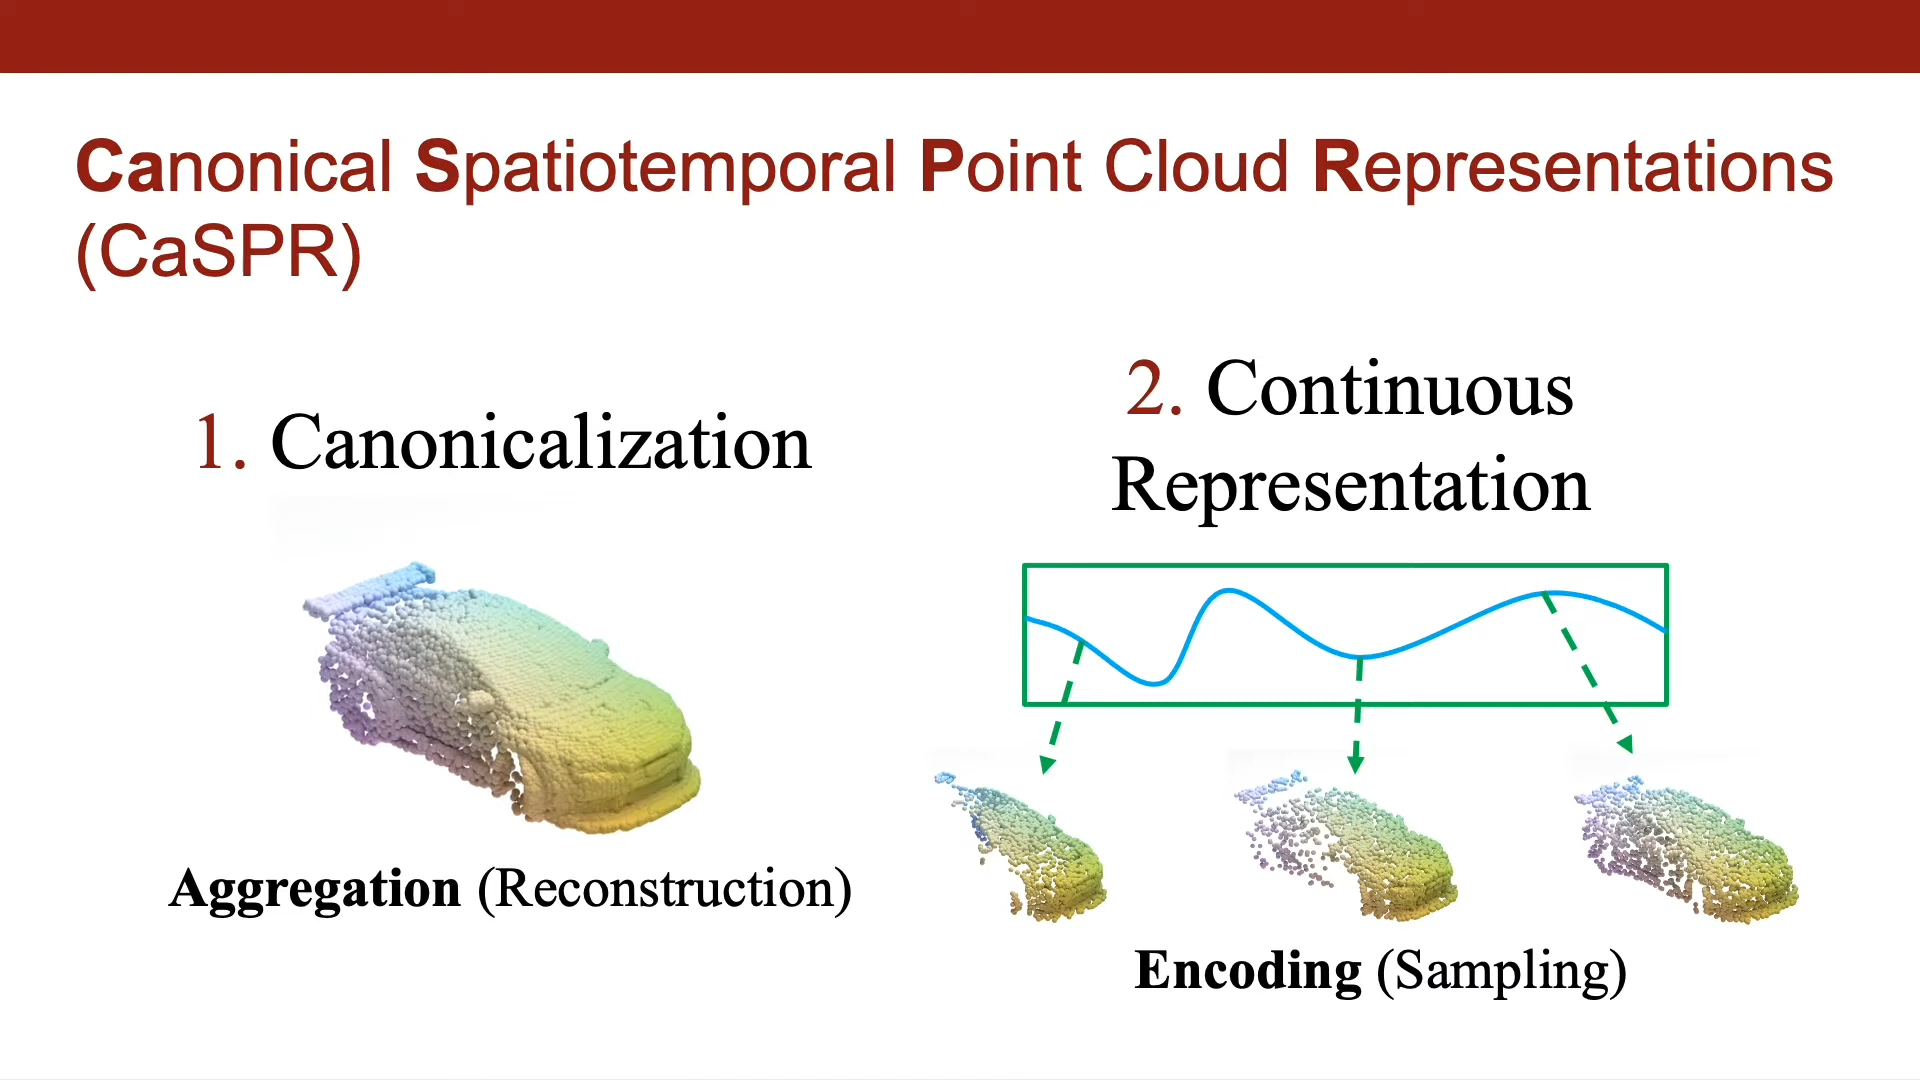 Canonical Spatiotemporal Point Cloud Representations
(CaSPR)
1. Canonicalization
Aggregation (Reconstruction)
2. Continuous
Representation
Encoding (Sampling)